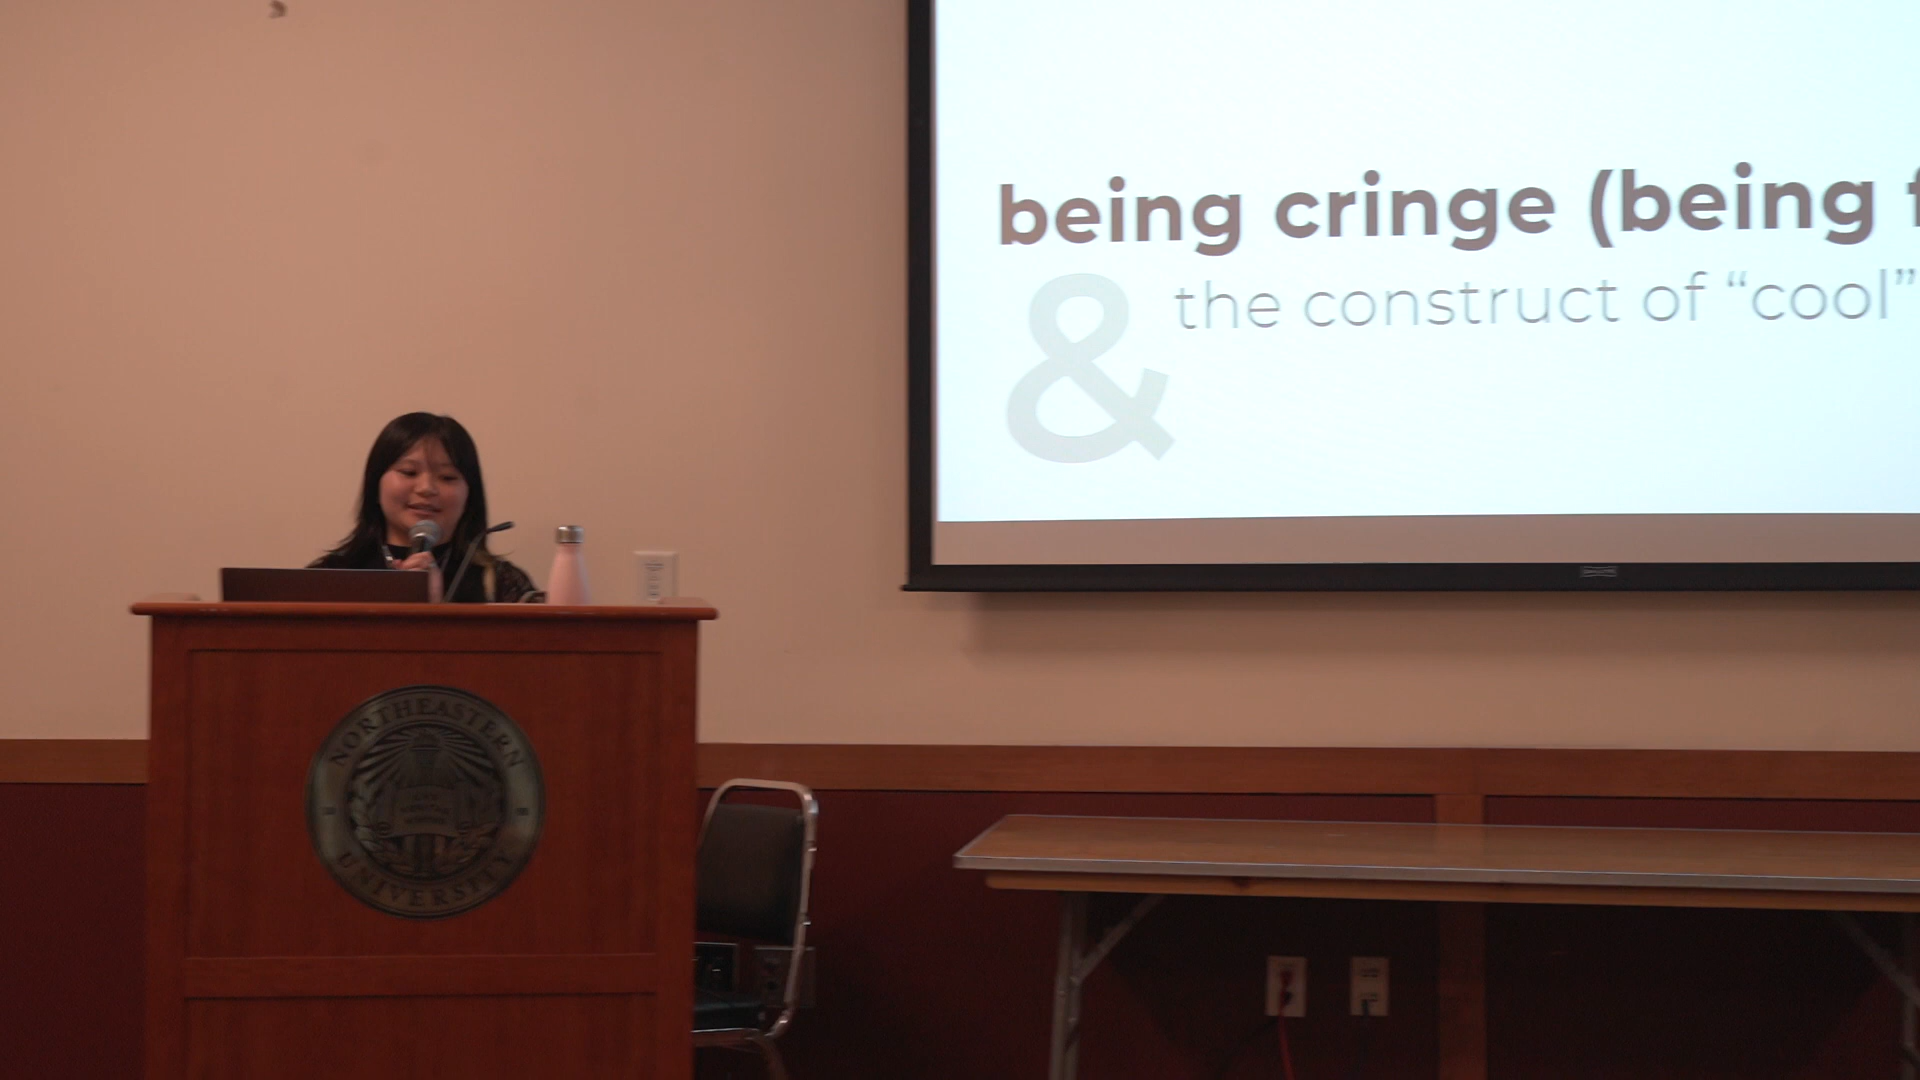 being cringe (being f
& the construct of “cool”
NORTHEASTERN
UNIVERSITY